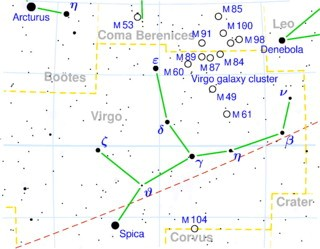 M 85
η
Leo
Arcturus
M 53
M 100
Coma Berenices
M 91
M 98
Denebola
ε
M 89
M 84
M 60
M 87
Boötes
Virgo galaxy cluster
ν
M 49
Virgo
M 61
δ
β
ζ
η
γ
ϑ
Crater
M 104
Spica
Corvus